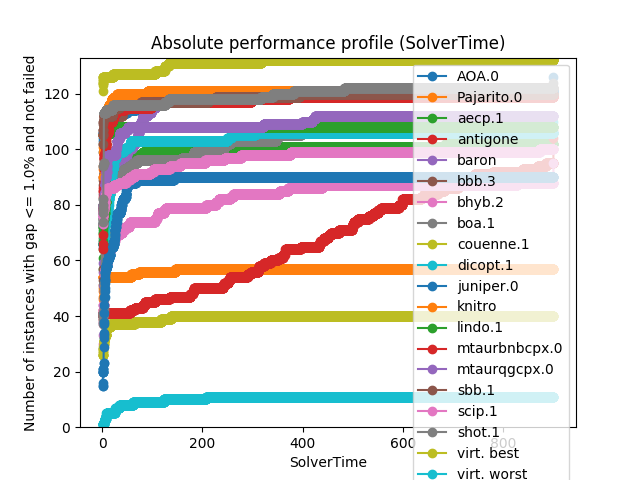 Absolute performance profile (SolverTime)
Number of instances with gap <= 1.0% and not failed
120
100
80
60
40
20
0
0 200 400 600 800
SolverTime
AOA.0
Pajarito.0
aecp.1
antigone
baron
bbb.3
bhyb.2
boa.1
couenne.1
dicopt.1
juniper.0
knitro
lindo.1
mtaurbnbcpx.0
mtaurqgcpx.0
sbb.1
scip.1
shot.1
virt. best
virt. worst